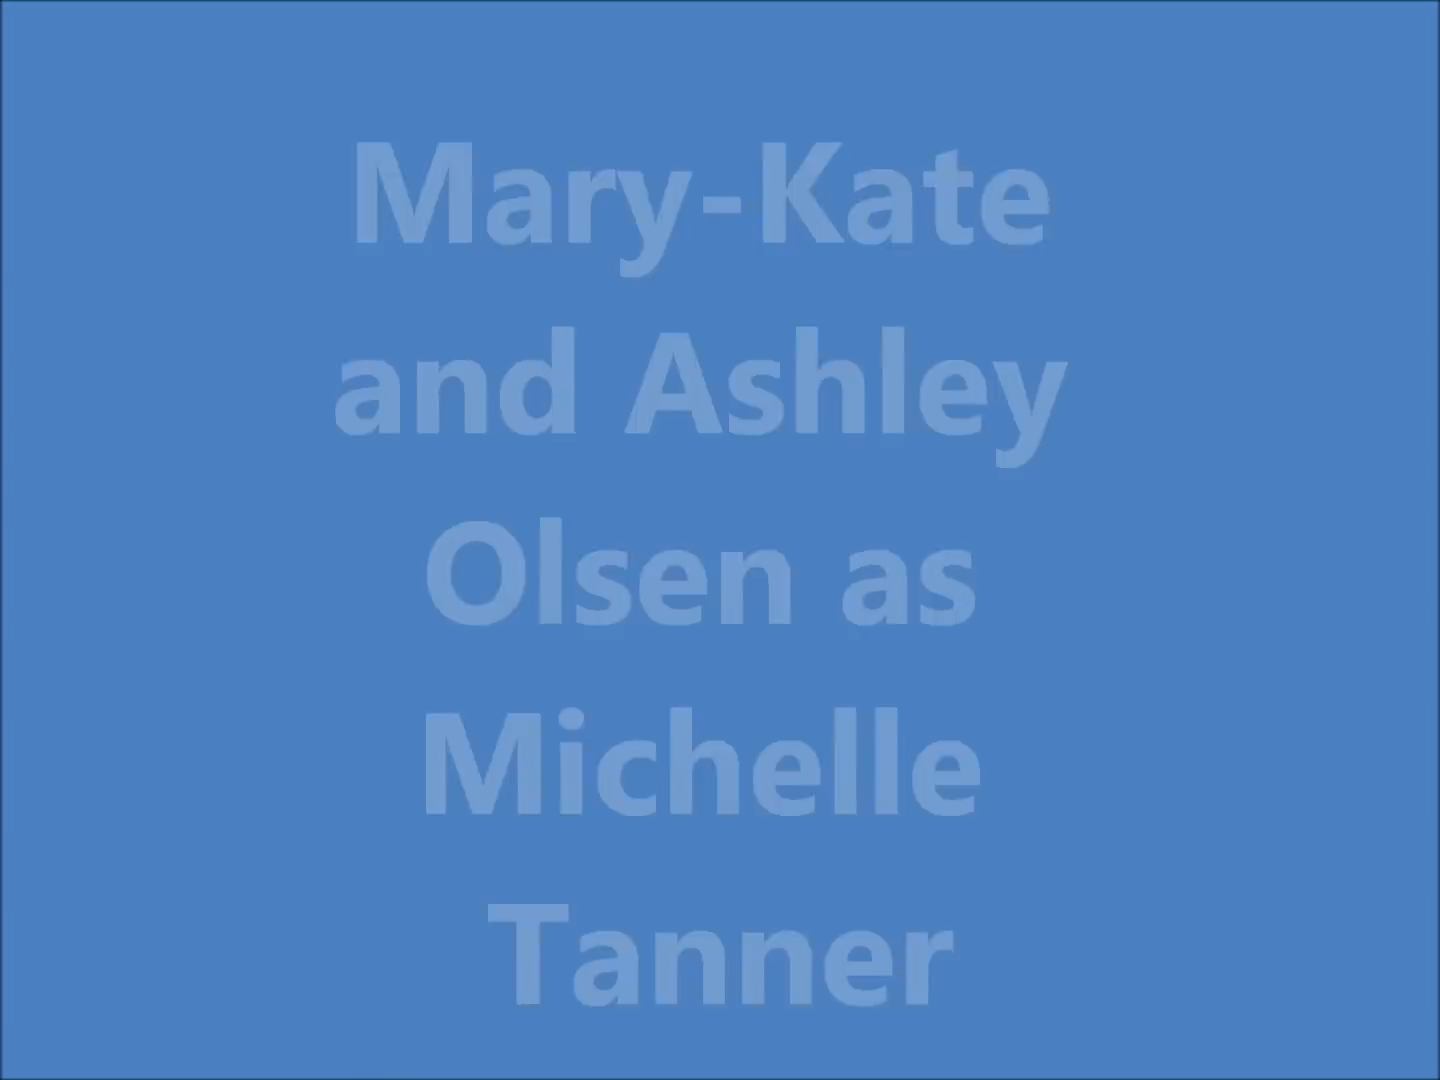 Mary-Kate
and Ashley
Olsen as
Michelle
Tanner